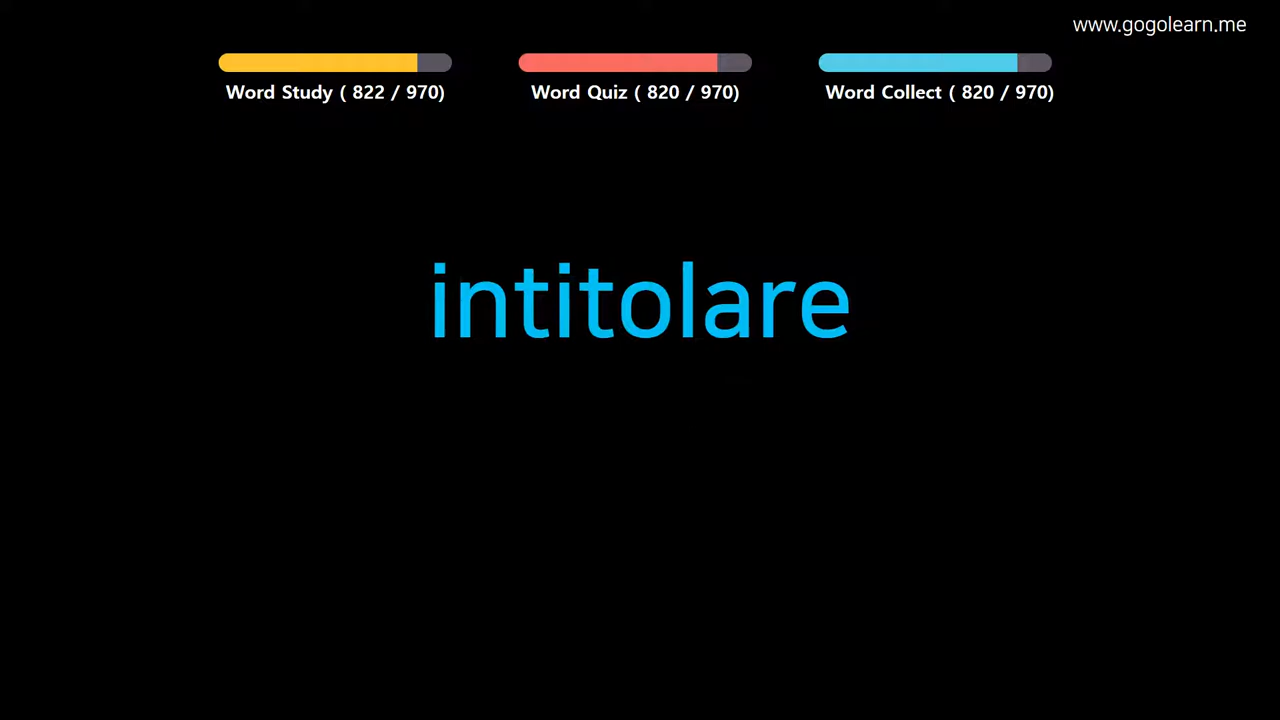 www.gogolearn.me
Word Study ( 822 / 970)
Word Quiz ( 820 / 970)
Word Collect ( 820 / 970)
intitolare